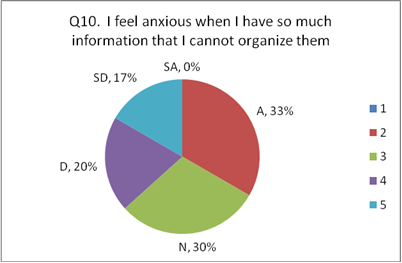 Q10.  I feel anxious when I have so much
information that I cannot organize them
SA, 0%
SD, 17%
A, 33%
D, 20%
N, 30%
1
2
3
4
5